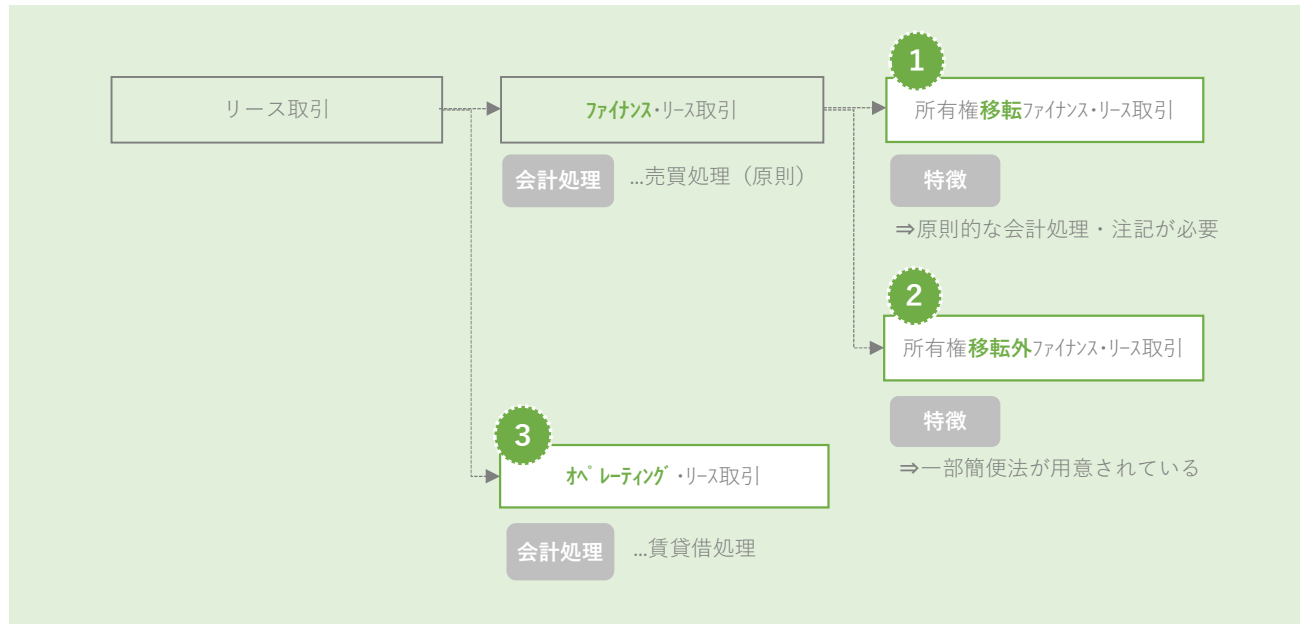 1
リース取引
ファイナンス・リース取引
所有権移転ファイナンス・リース取引
会計処理 …売買処理（原則）
特徴
⇒原則的な会計処理・注記が必要
2
所有権移転外ファイナンス・リース取引
3
特徴
オペレーティング・リース取引
⇒一部簡便法が用意されている
会計処理 …賃貸借処理